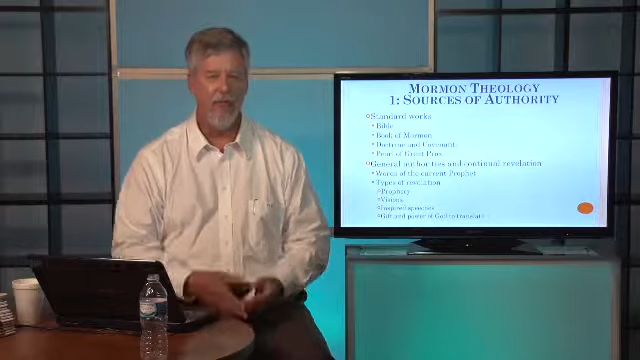 MORMON THEOLOGY
1: SOURCES OF AUTHORITY
Standard works
Bible
Book of Mormon
Doctrine and Covenants
Pearl of Great Price
General authorities and continual revelation
Words of the current Prophet
Types of revelation
Prophecy
Visions
Inspired speeches
Gift and power of God to translate